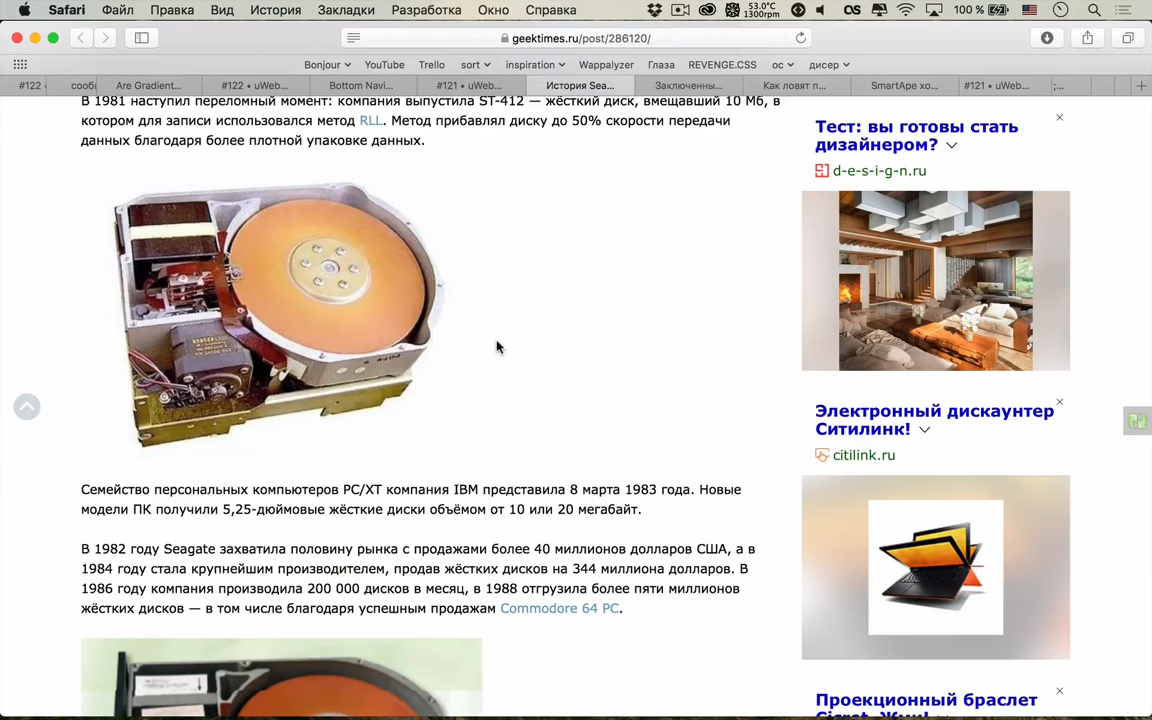 Safari Файл Правка Вид История Закладки Разработка Окно Справка 53.0°C 1300rpm 100 %
geektimes.ru/post/286120/
Bonjour YouTube Trello sort inspiration Wappalyzer Глаза REVENGE.CSS ос дисер
#122 сооб Are Gradient... #122 — uWeb... Bottom Navi... #121 — uWeb... История Sea... Заключенны... Как ловят п... SmartApe хо... #121 — uWeb... ;...
В 1981 наступил переломный момент: компания выпустила ST-412 — жёсткий диск, вмещавший 10 Мб, в
котором для записи использовался метод RLL. Метод прибавлял диску до 50% скорости передачи
данных благодаря более плотной упаковке данных.
Семейство персональных компьютеров PC/XT компания IBM представила 8 марта 1983 года. Новые
модели ПК получили 5,25-дюймовые жёсткие диски объёмом от 10 или 20 мегабайт.
В 1982 году Seagate захватила половину рынка с продажами более 40 миллионов долларов США, а в
1984 году стала крупнейшим производителем, продав жёстких дисков на 344 миллиона долларов. В
1986 году компания производила 200 000 дисков в месяц, в 1988 отгрузила более пяти миллионов
жёстких дисков — в том числе благодаря успешным продажам Commodore 64 PC.
Тест: вы готовы стать
дизайнером?
d-e-s-i-g-n.ru
Электронный дискаунтер
Ситилинк!
citilink.ru
Проекционный браслет